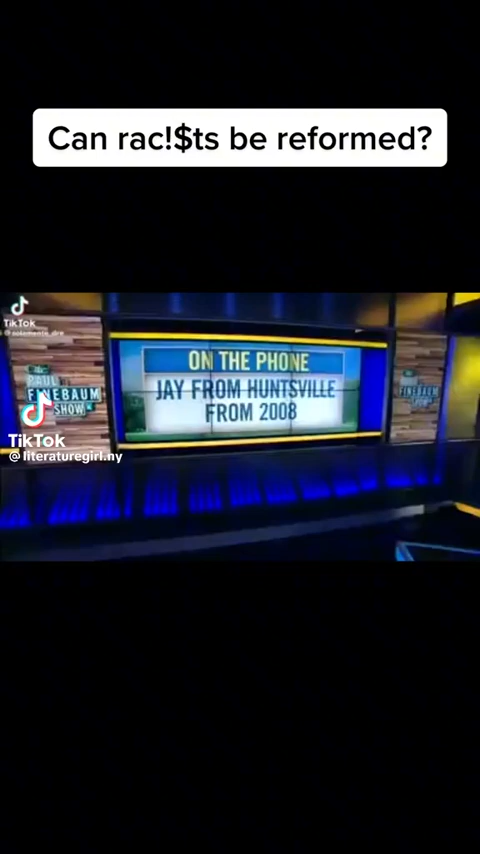 Can rac!$ts be reformed?
TikTok
ON THE PHONE
JAY FROM HUNTSVILLE
FROM 2008
PAUL
FINEBAUM
SHOW
FINEBAUM
TikTok
@literaturegirl.ny